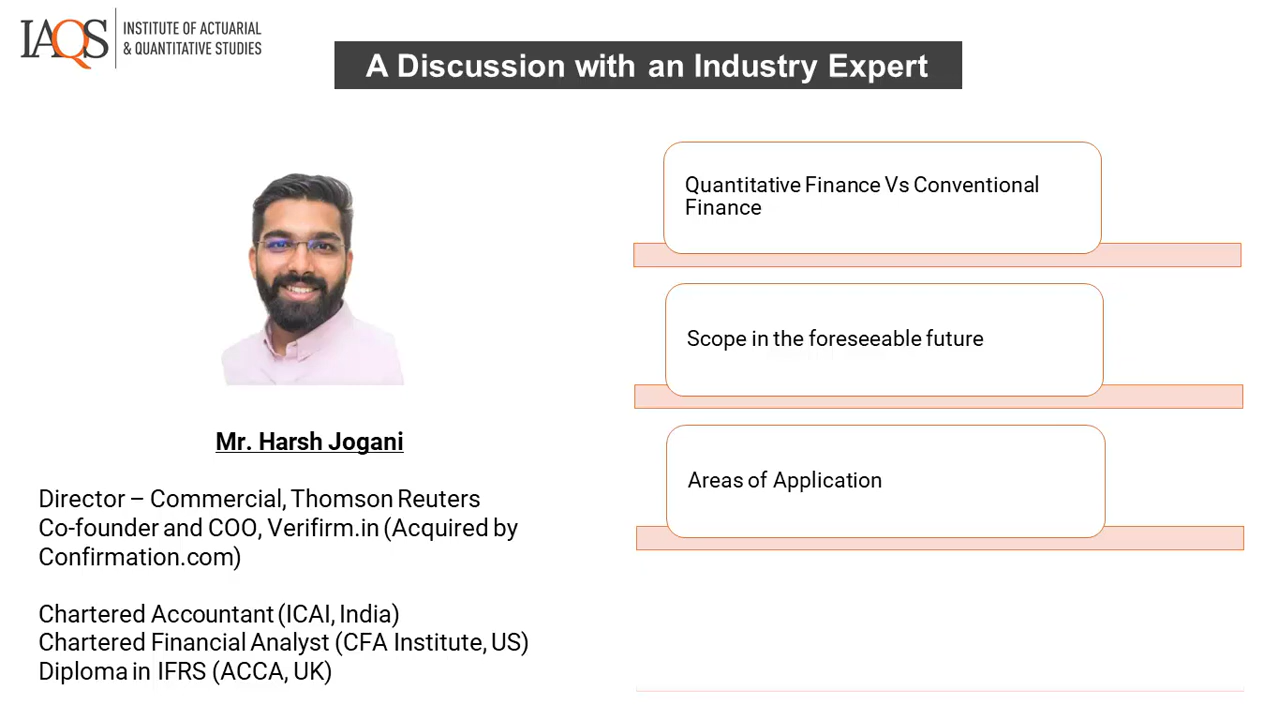 IAQS
INSTITUTE OF ACTUARIAL
& QUANTITATIVE STUDIES
A Discussion with an Industry Expert
Mr. Harsh Jogani
Director – Commercial, Thomson Reuters
Co-founder and COO, Verifirm.in (Acquired by
Confirmation.com)
Chartered Accountant (ICAI, India)
Chartered Financial Analyst (CFA Institute, US)
Diploma in IFRS (ACCA, UK)
Quantitative Finance Vs Conventional
Finance
Scope in the foreseeable future
Areas of Application